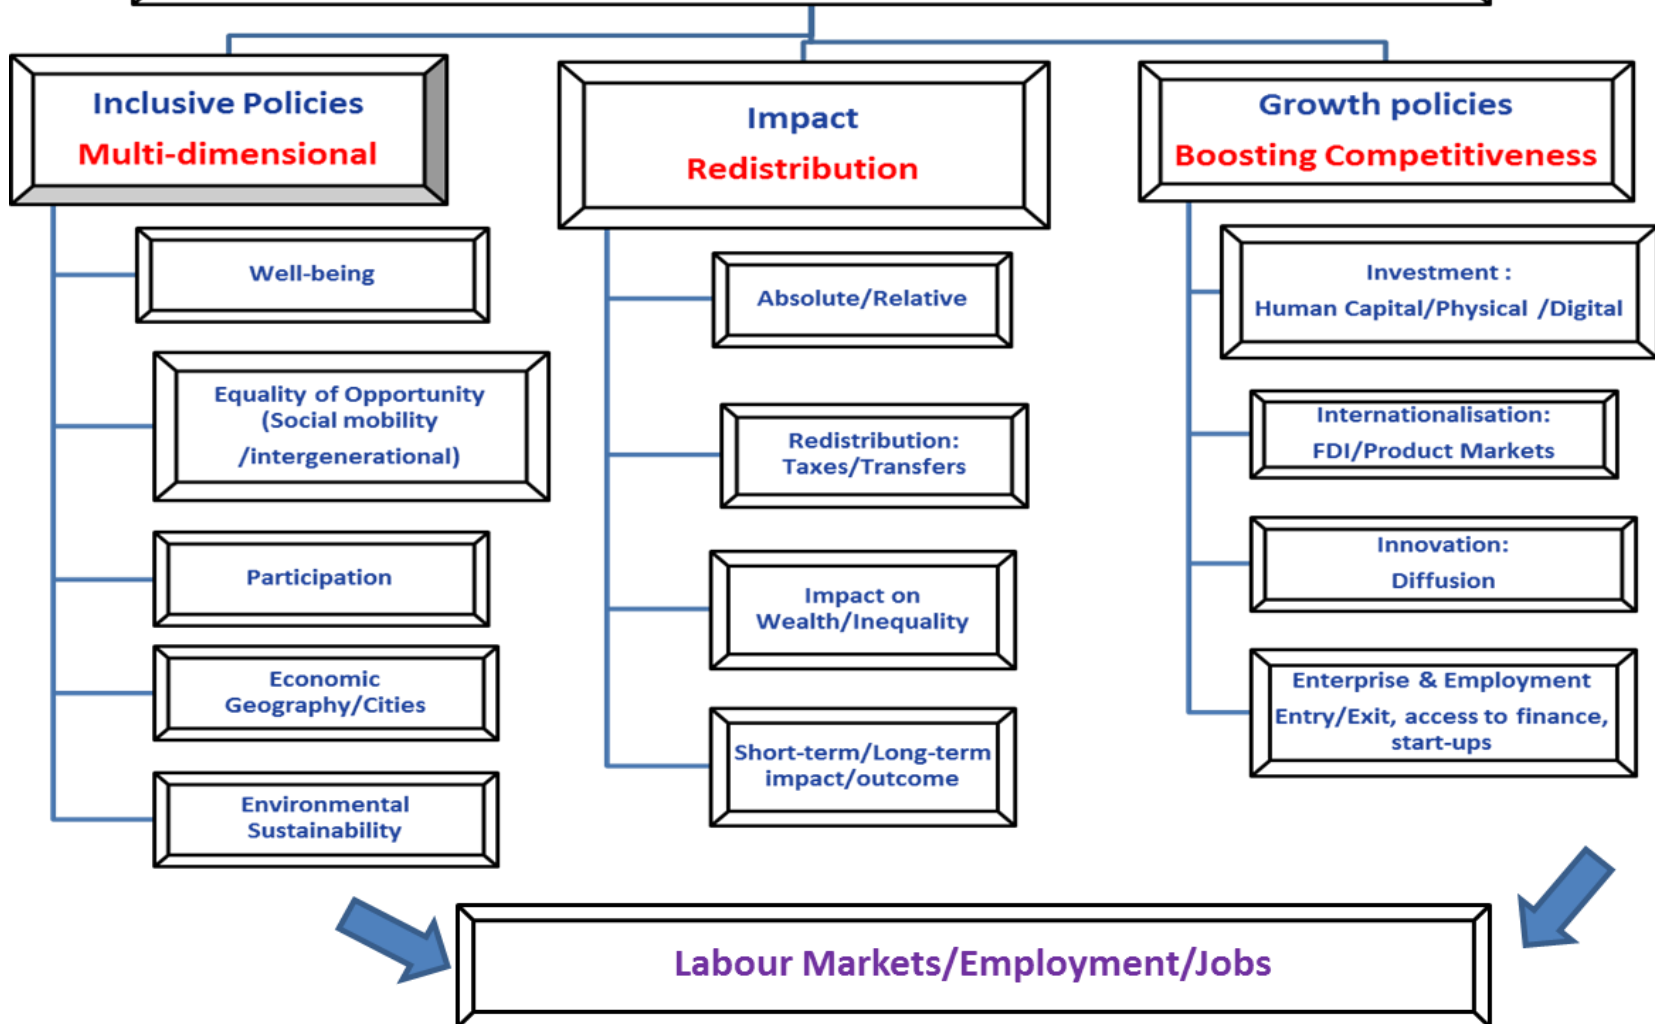 Inclusive Policies
Multi-dimensional
Well-being
Equality of Opportunity
(Social mobility
/intergenerational)
Participation
Economic
Geography/Cities
Environmental
Sustainability
Impact
Redistribution
Absolute/Relative
Redistribution:
Taxes/Transfers
Impact on
Wealth/Inequality
Short-term/Long-term
impact/outcome
Growth policies
Boosting Competitiveness
Investment :
Human Capital/Physical /Digital
Internationalisation:
FDI/Product Markets
Innovation:
Diffusion
Enterprise & Employment
Entry/Exit, access to finance,
start-ups
Labour Markets/Employment/Jobs